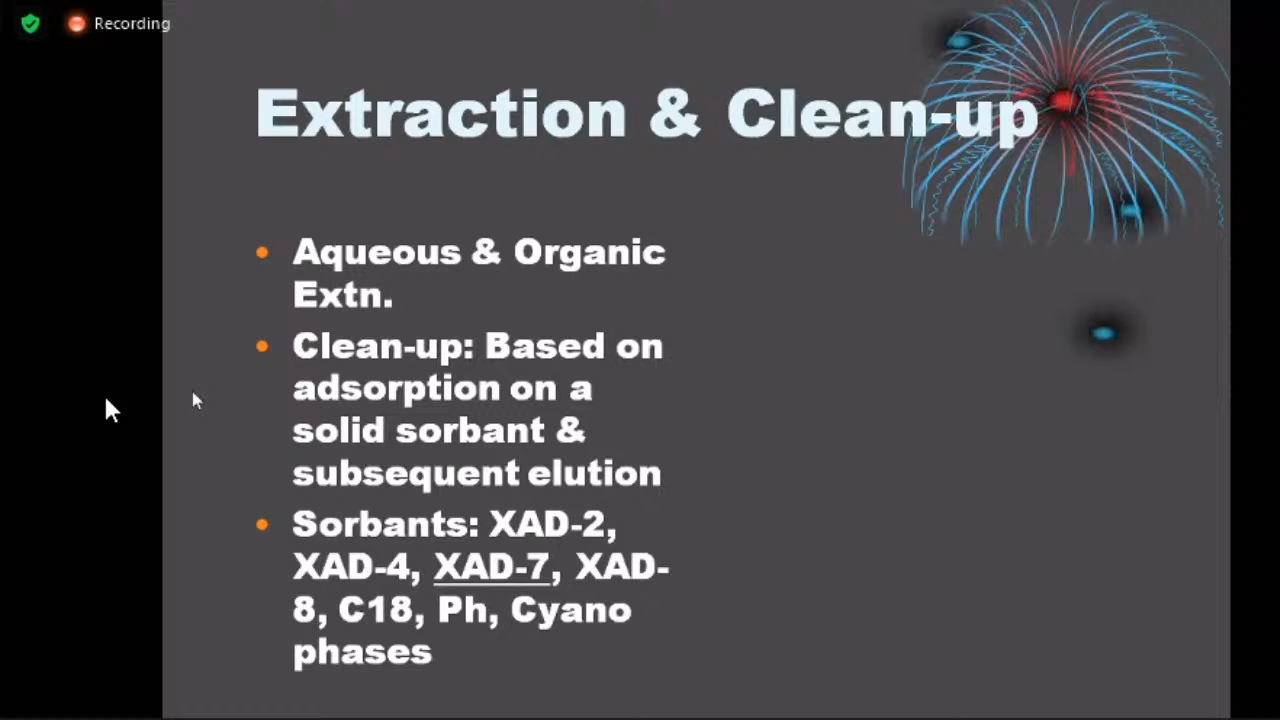 Recording
Extraction & Clean-up
• Aqueous & Organic
Extn.
• Clean-up: Based on
adsorption on a
solid sorbant &
subsequent elution
• Sorbants: XAD-2,
XAD-4, XAD-7, XAD-
8, C18, Ph, Cyano
phases